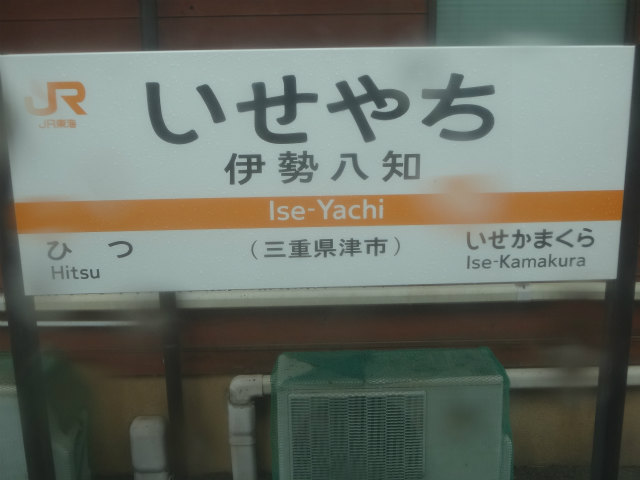 JR
JR東海
いせやち
伊勢八知
Ise-Yachi
ひつ
Hitsu
（三重県津市）
いせかまくら
Ise-Kamakura